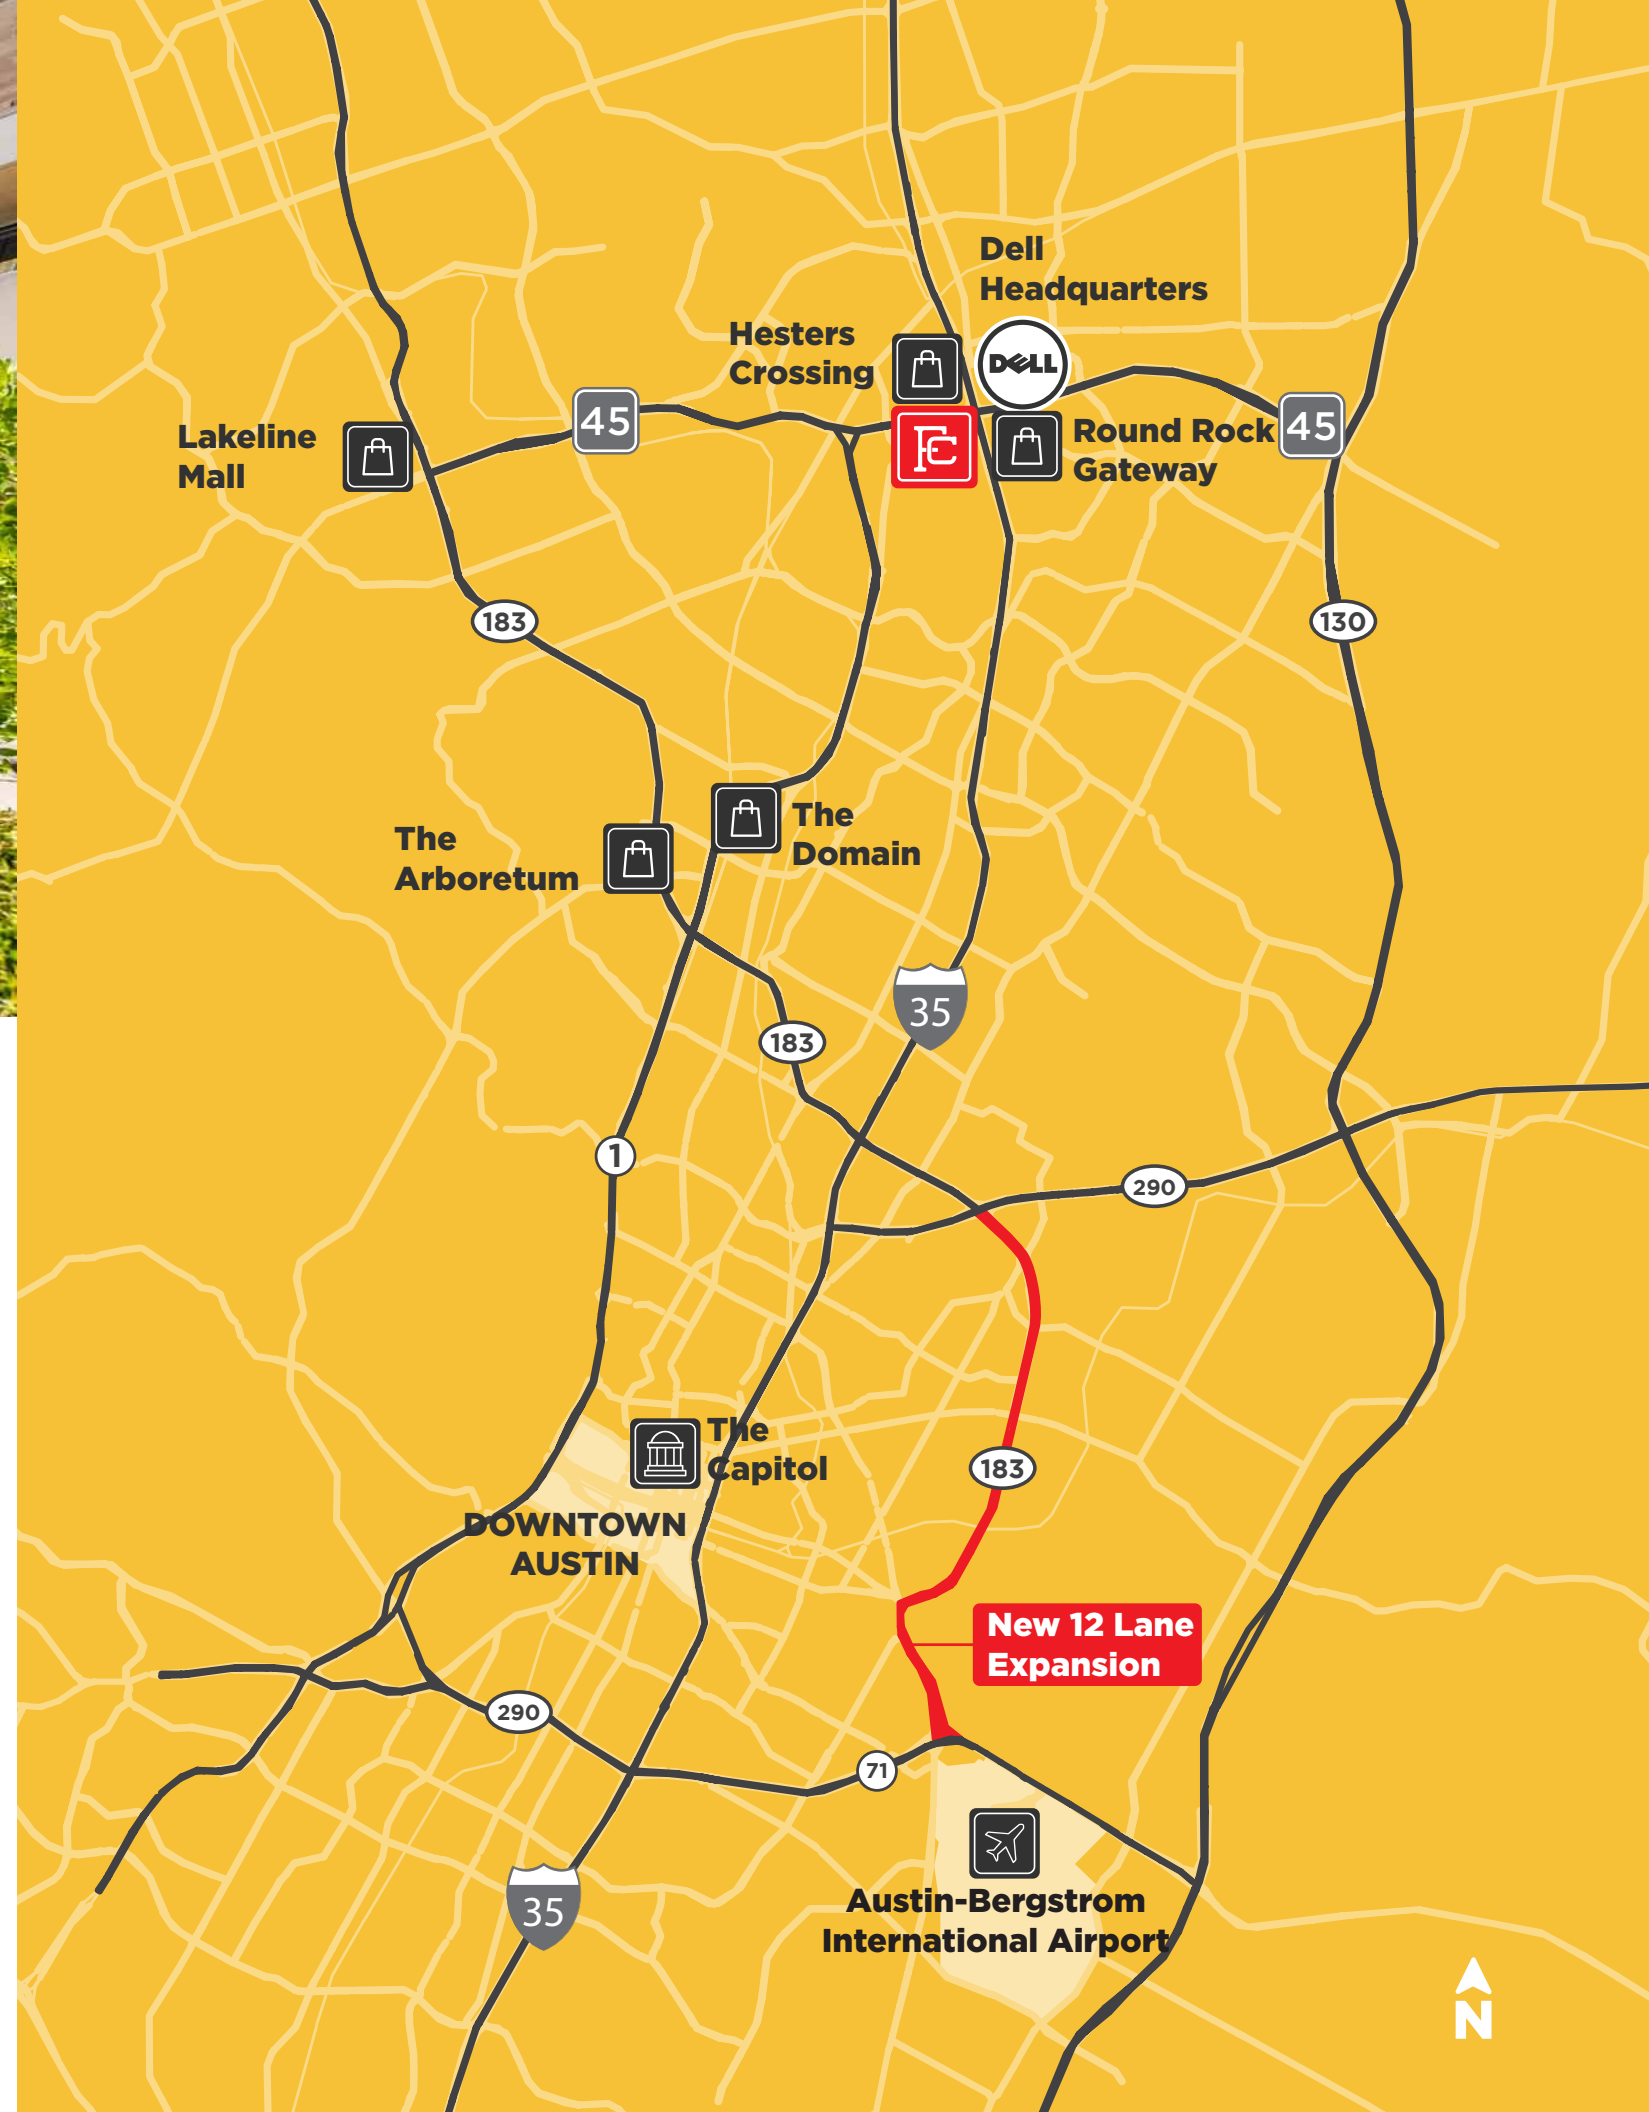 Dell
Headquarters
Hesters
Crossing
DELL
45
45
Lakeline
Mall
FC
Round Rock
Gateway
183
130
The
Domain
The
Arboretum
35
183
1
290
The
Capitol
183
DOWNTOWN
AUSTIN
New 12 Lane
Expansion
290
71
35
Austin-Bergstrom
International Airport
N